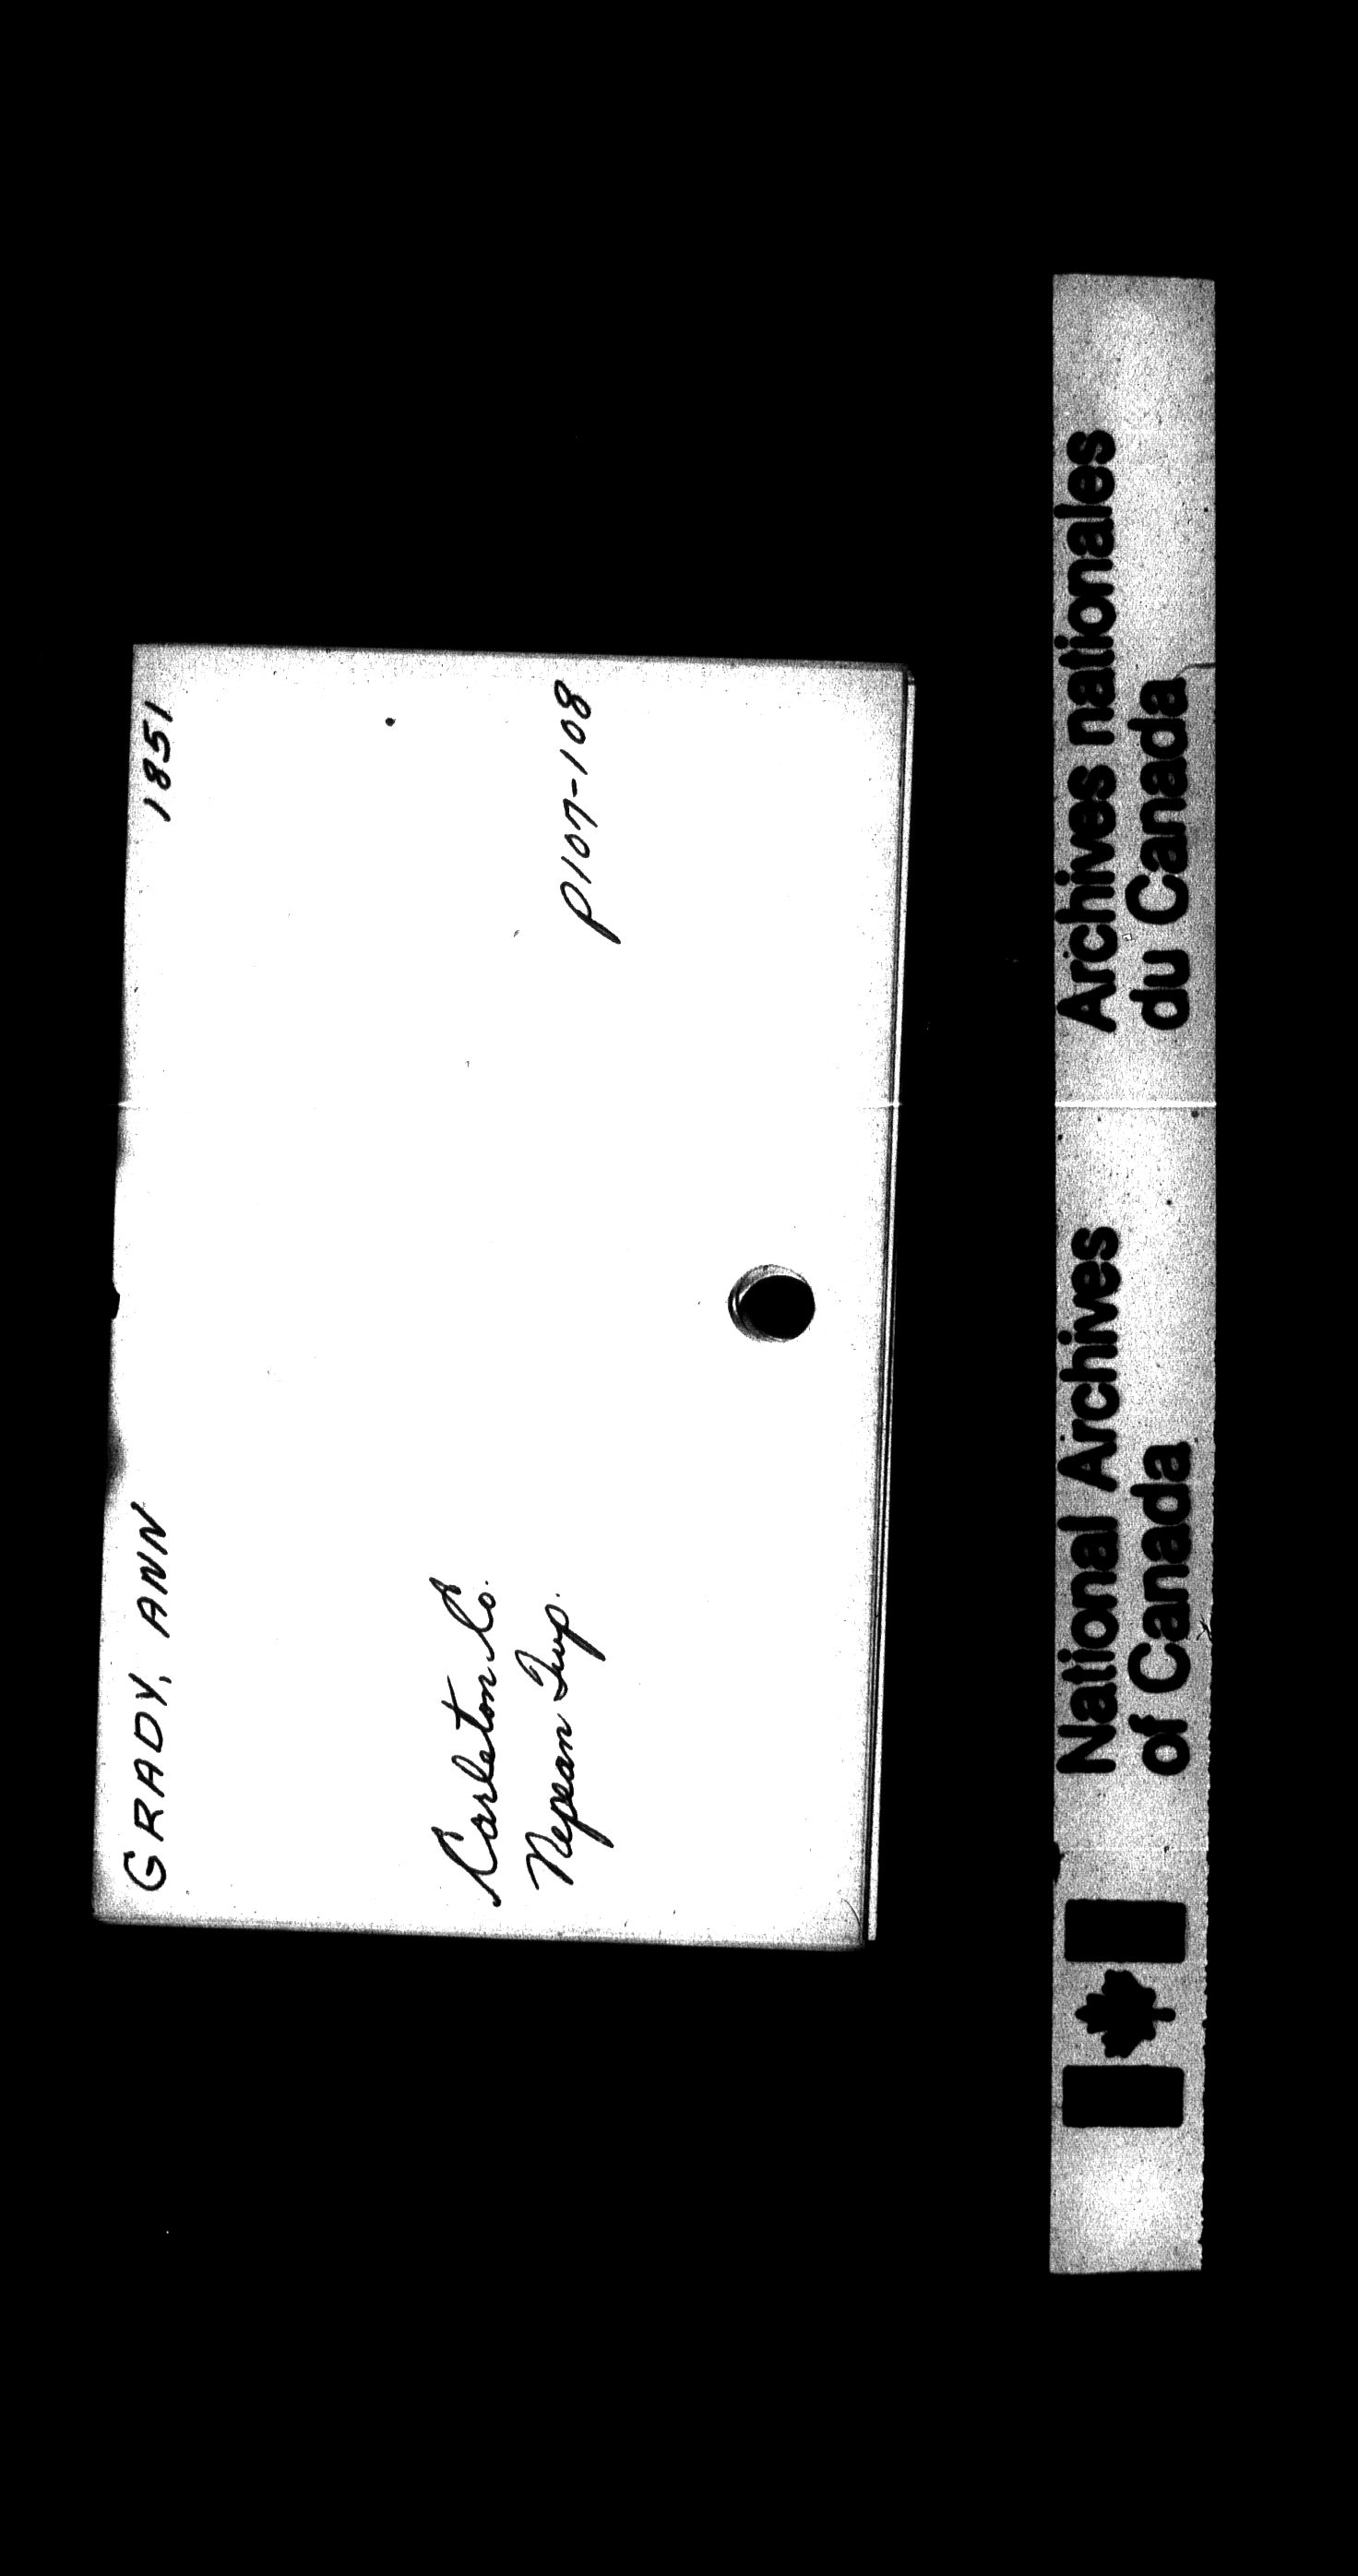 GRADY, ANN 1851
Carleton Co.
Nepean Twp. P107-108
National Archives Archives nationales
of Canada du Canada